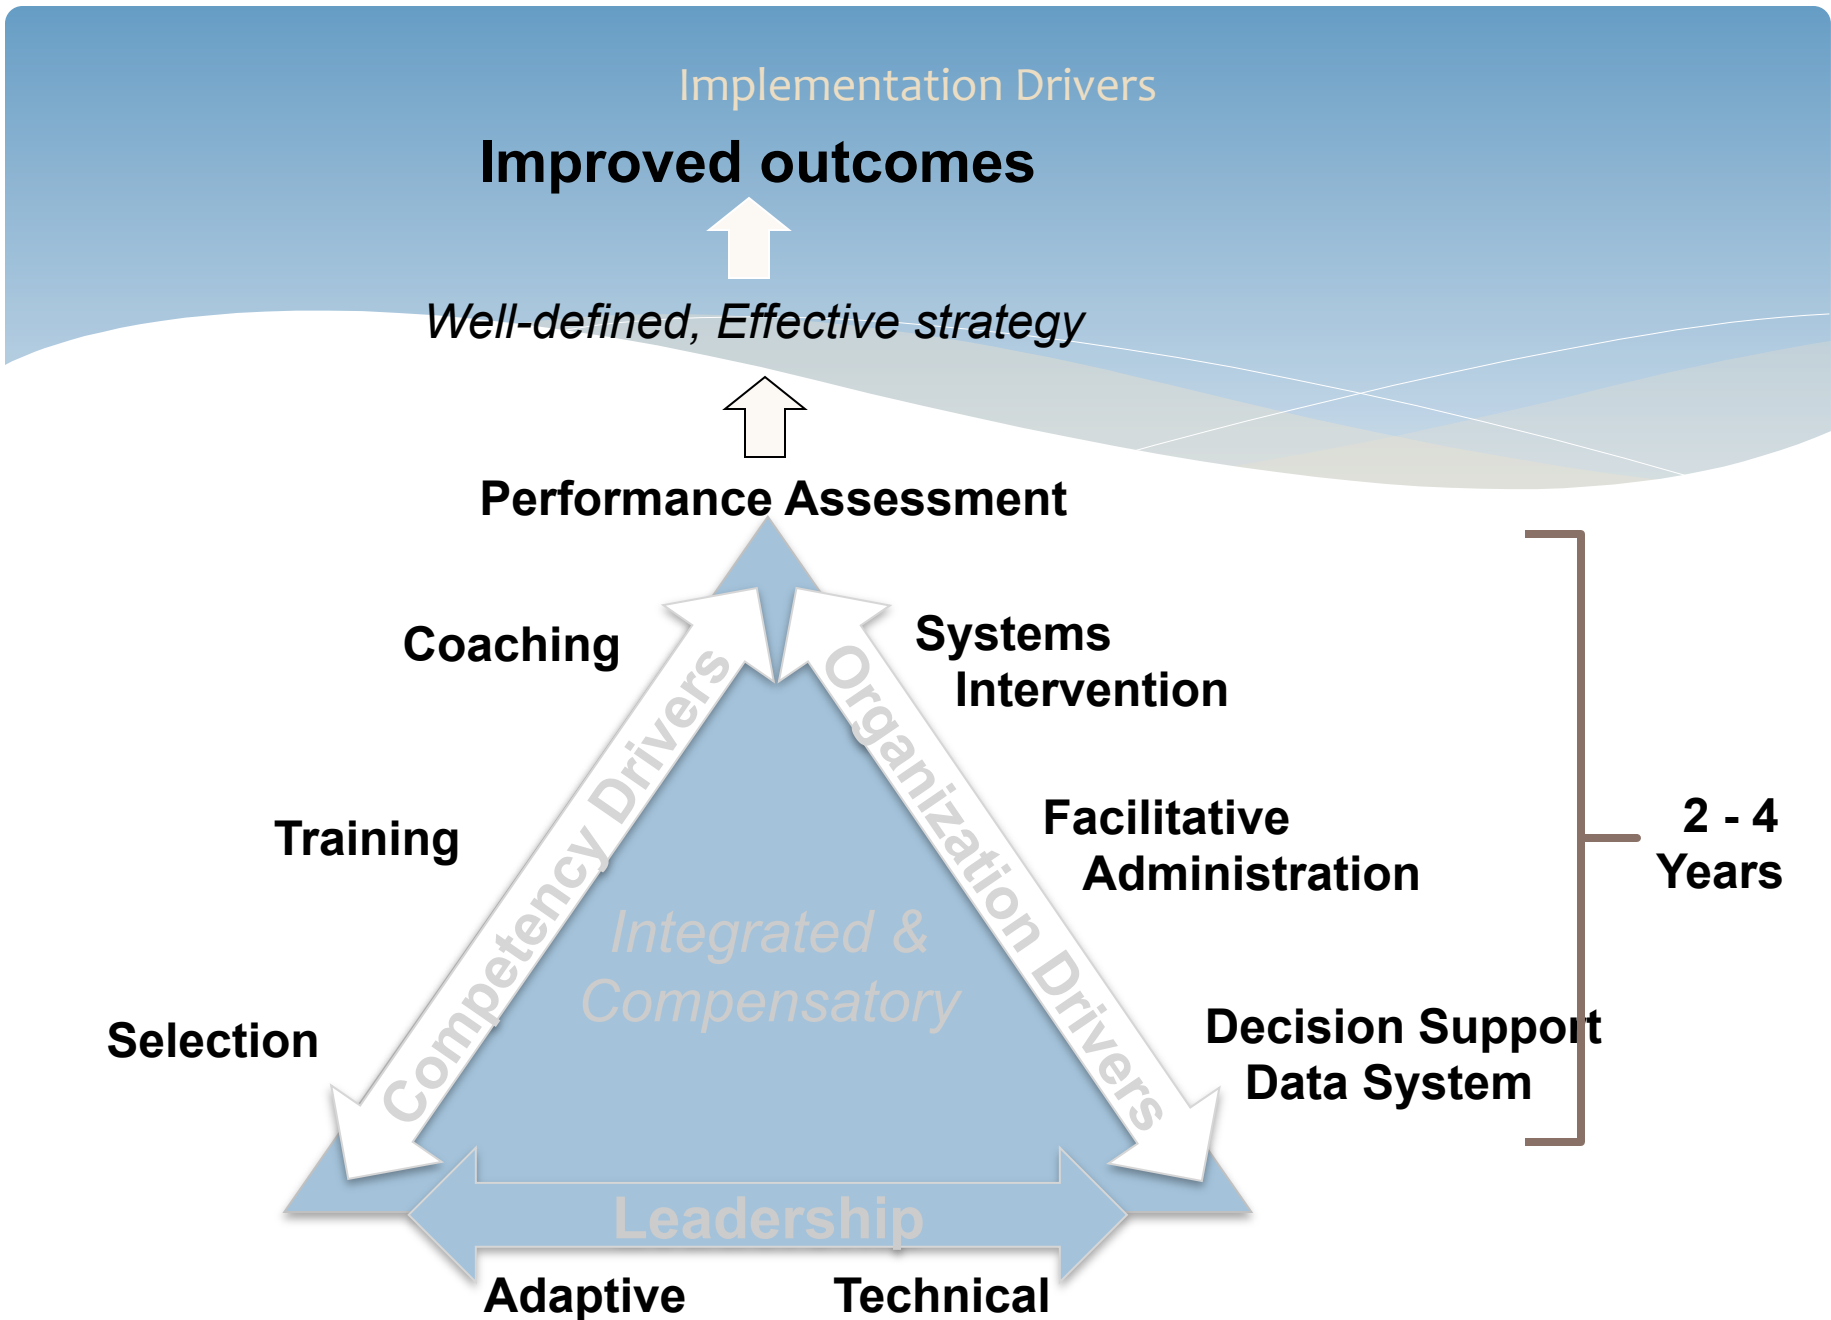 Implementation Drivers
Improved outcomes
Well-defined, Effective strategy
Performance Assessment
Coaching
Training
Selection
Competency Drivers
Organization Drivers
Systems
Intervention
Facilitative
Administration
Decision Support
Data System
2 - 4
Years
Integrated &
Compensatory
Leadership
Adaptive
Technical